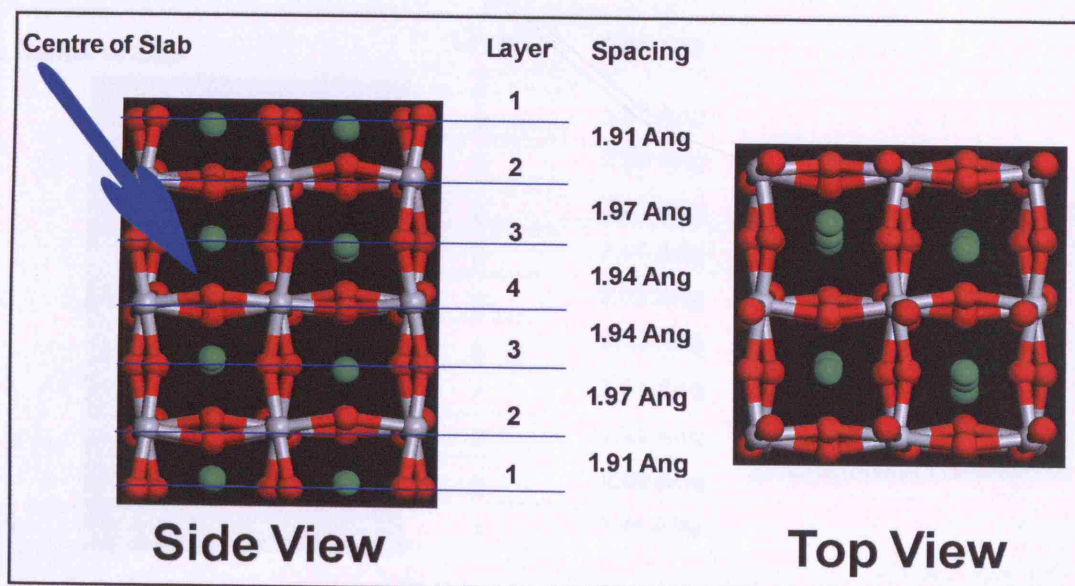 Centre of Slab
Layer Spacing
1
1.91 Ang
2
1.97 Ang
3
1.94 Ang
4
1.94 Ang
3
1.97 Ang
2
1.91 Ang
1
Side View
Top View